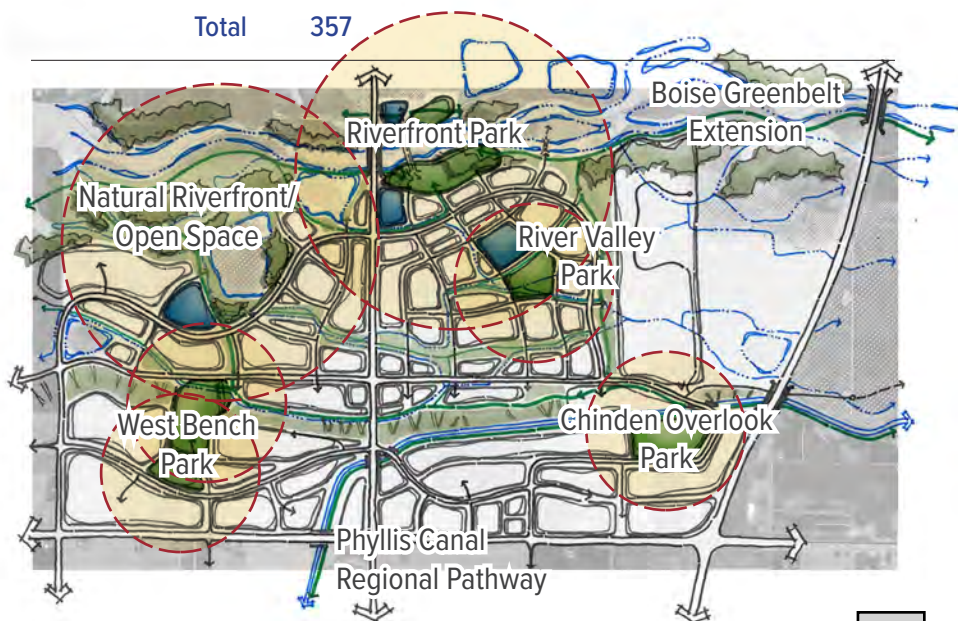 Total 357
Boise Greenbelt
Extension
Riverfront Park
Natural Riverfront/
Open Space
River Valley
Park
West Bench
Park
Chinden Overlook
Park
Phyllis Canal
Regional Pathway